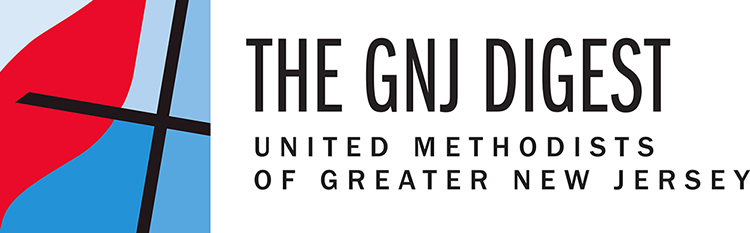 THE GNJ DIGEST
UNITED METHODISTS
OF GREATER NEW JERSEY